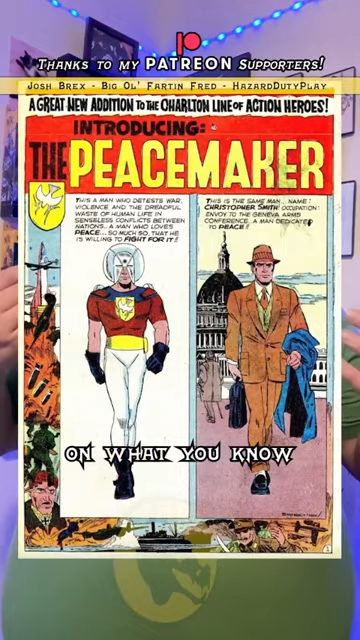 THANKS TO MY PATREON SUPPORTERS!
JOSH BREX - BIG OL' FARTIN FRED - HAZARDDUTYPLAY
A GREAT NEW ADDITION TO THE CHARLTON LINE OF ACTION HEROES!
INTRODUCING:
THE PEACEMAKER
THIS IS A MAN WHO DETESTS WAR,
VIOLENCE AND THE DREADFUL
WASTE OF HUMAN LIFE IN
SENSELESS CONFLICTS BETWEEN
NATIONS.. A MAN WHO LOVES
PEACE... SO MUCH SO, THAT HE
IS WILLING TO FIGHT FOR IT!!
THIS IS THE SAME MAN... NAME:
CHRISTOPHER SMITH! OCCUPATION:
ENVOY TO THE GENEVA ARMS
CONFERENCE. A MAN DEDICATED
TO PEACE!!
ON WHAT YOU KNOW